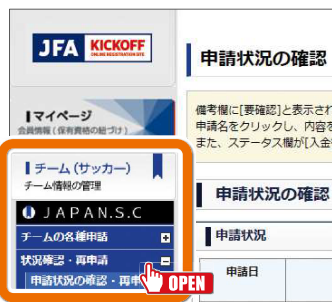 JFA KICKOFF
ONLINE REGISTRATION SITE
マイページ
会員情報(保有資格の紐づけ)
チーム(サッカー)
チーム情報の管理
JAPAN.S.C
チームの各種申請
状況確認・再申請
申請状況の確認・再申
OPEN
申請状況の確認
備考欄に[要確認]と表示され
申請名をクリックし、内容を
また、ステータス欄が[入金
申請状況の確認
申請状況
申請日